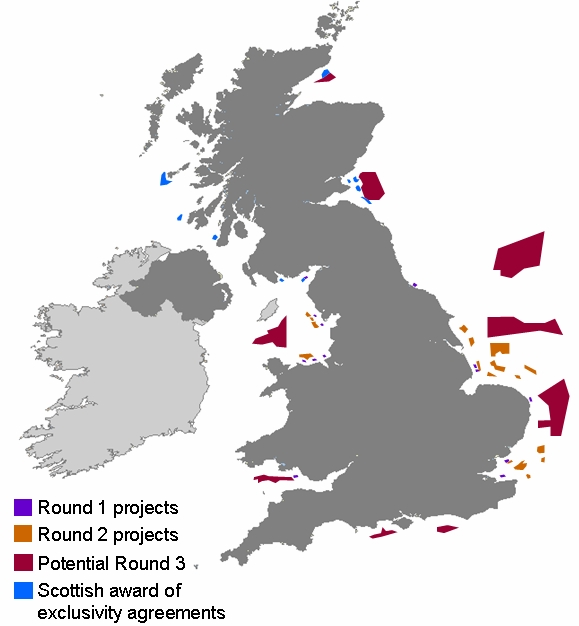 Round 1 projects
Round 2 projects
Potential Round 3
Scottish award of
exclusivity agreements